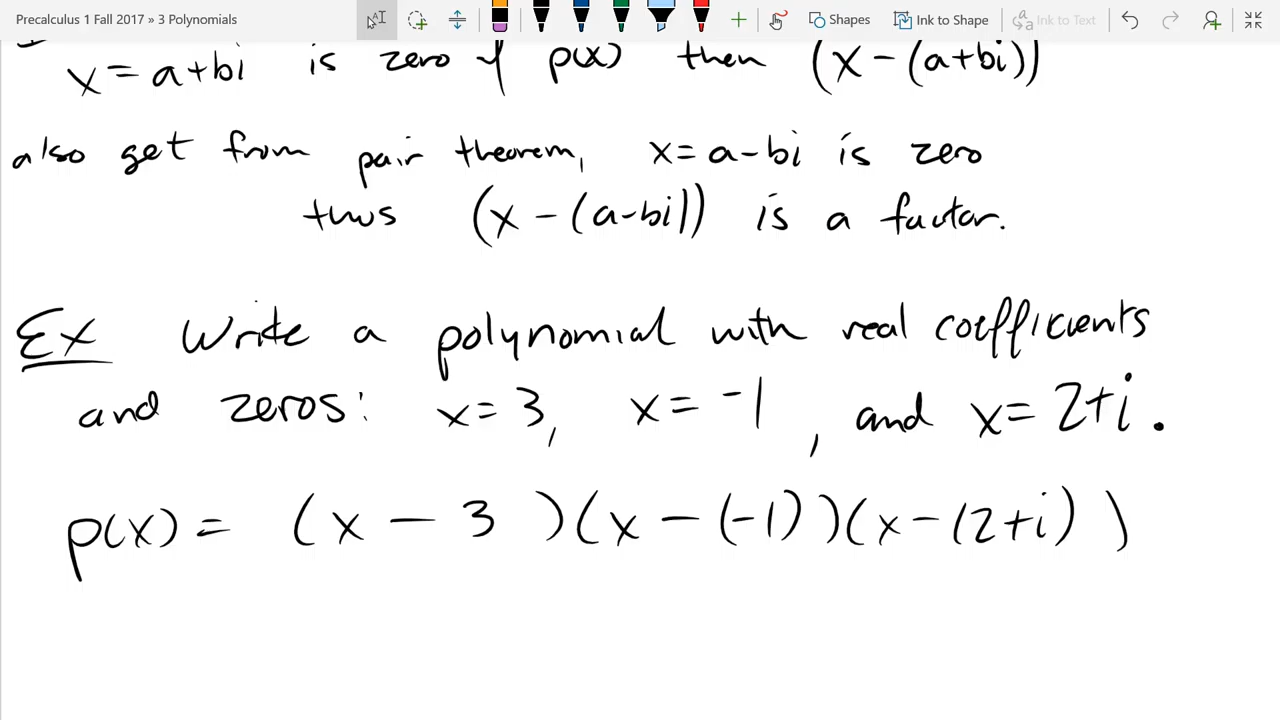 Precalculus 1 Fall 2017 » 3 Polynomials
Shapes
Ink to Shape
Ink to Text
x = a+bi is zero of p(x) then (x - (a+bi))
also get from pair theorem, x = a-bi is zero
thus (x - (a-bi)) is a factor.
Ex Write a polynomial with real coefficients
and zeros: x = 3, x = -1, and x = 2+i.
p(x) = (x - 3)(x - (-1))(x - (2+i))